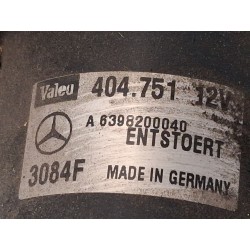 Valeo 404.751 12V
A 6398200040
ENTSTOERT
3084F MADE IN GERMANY